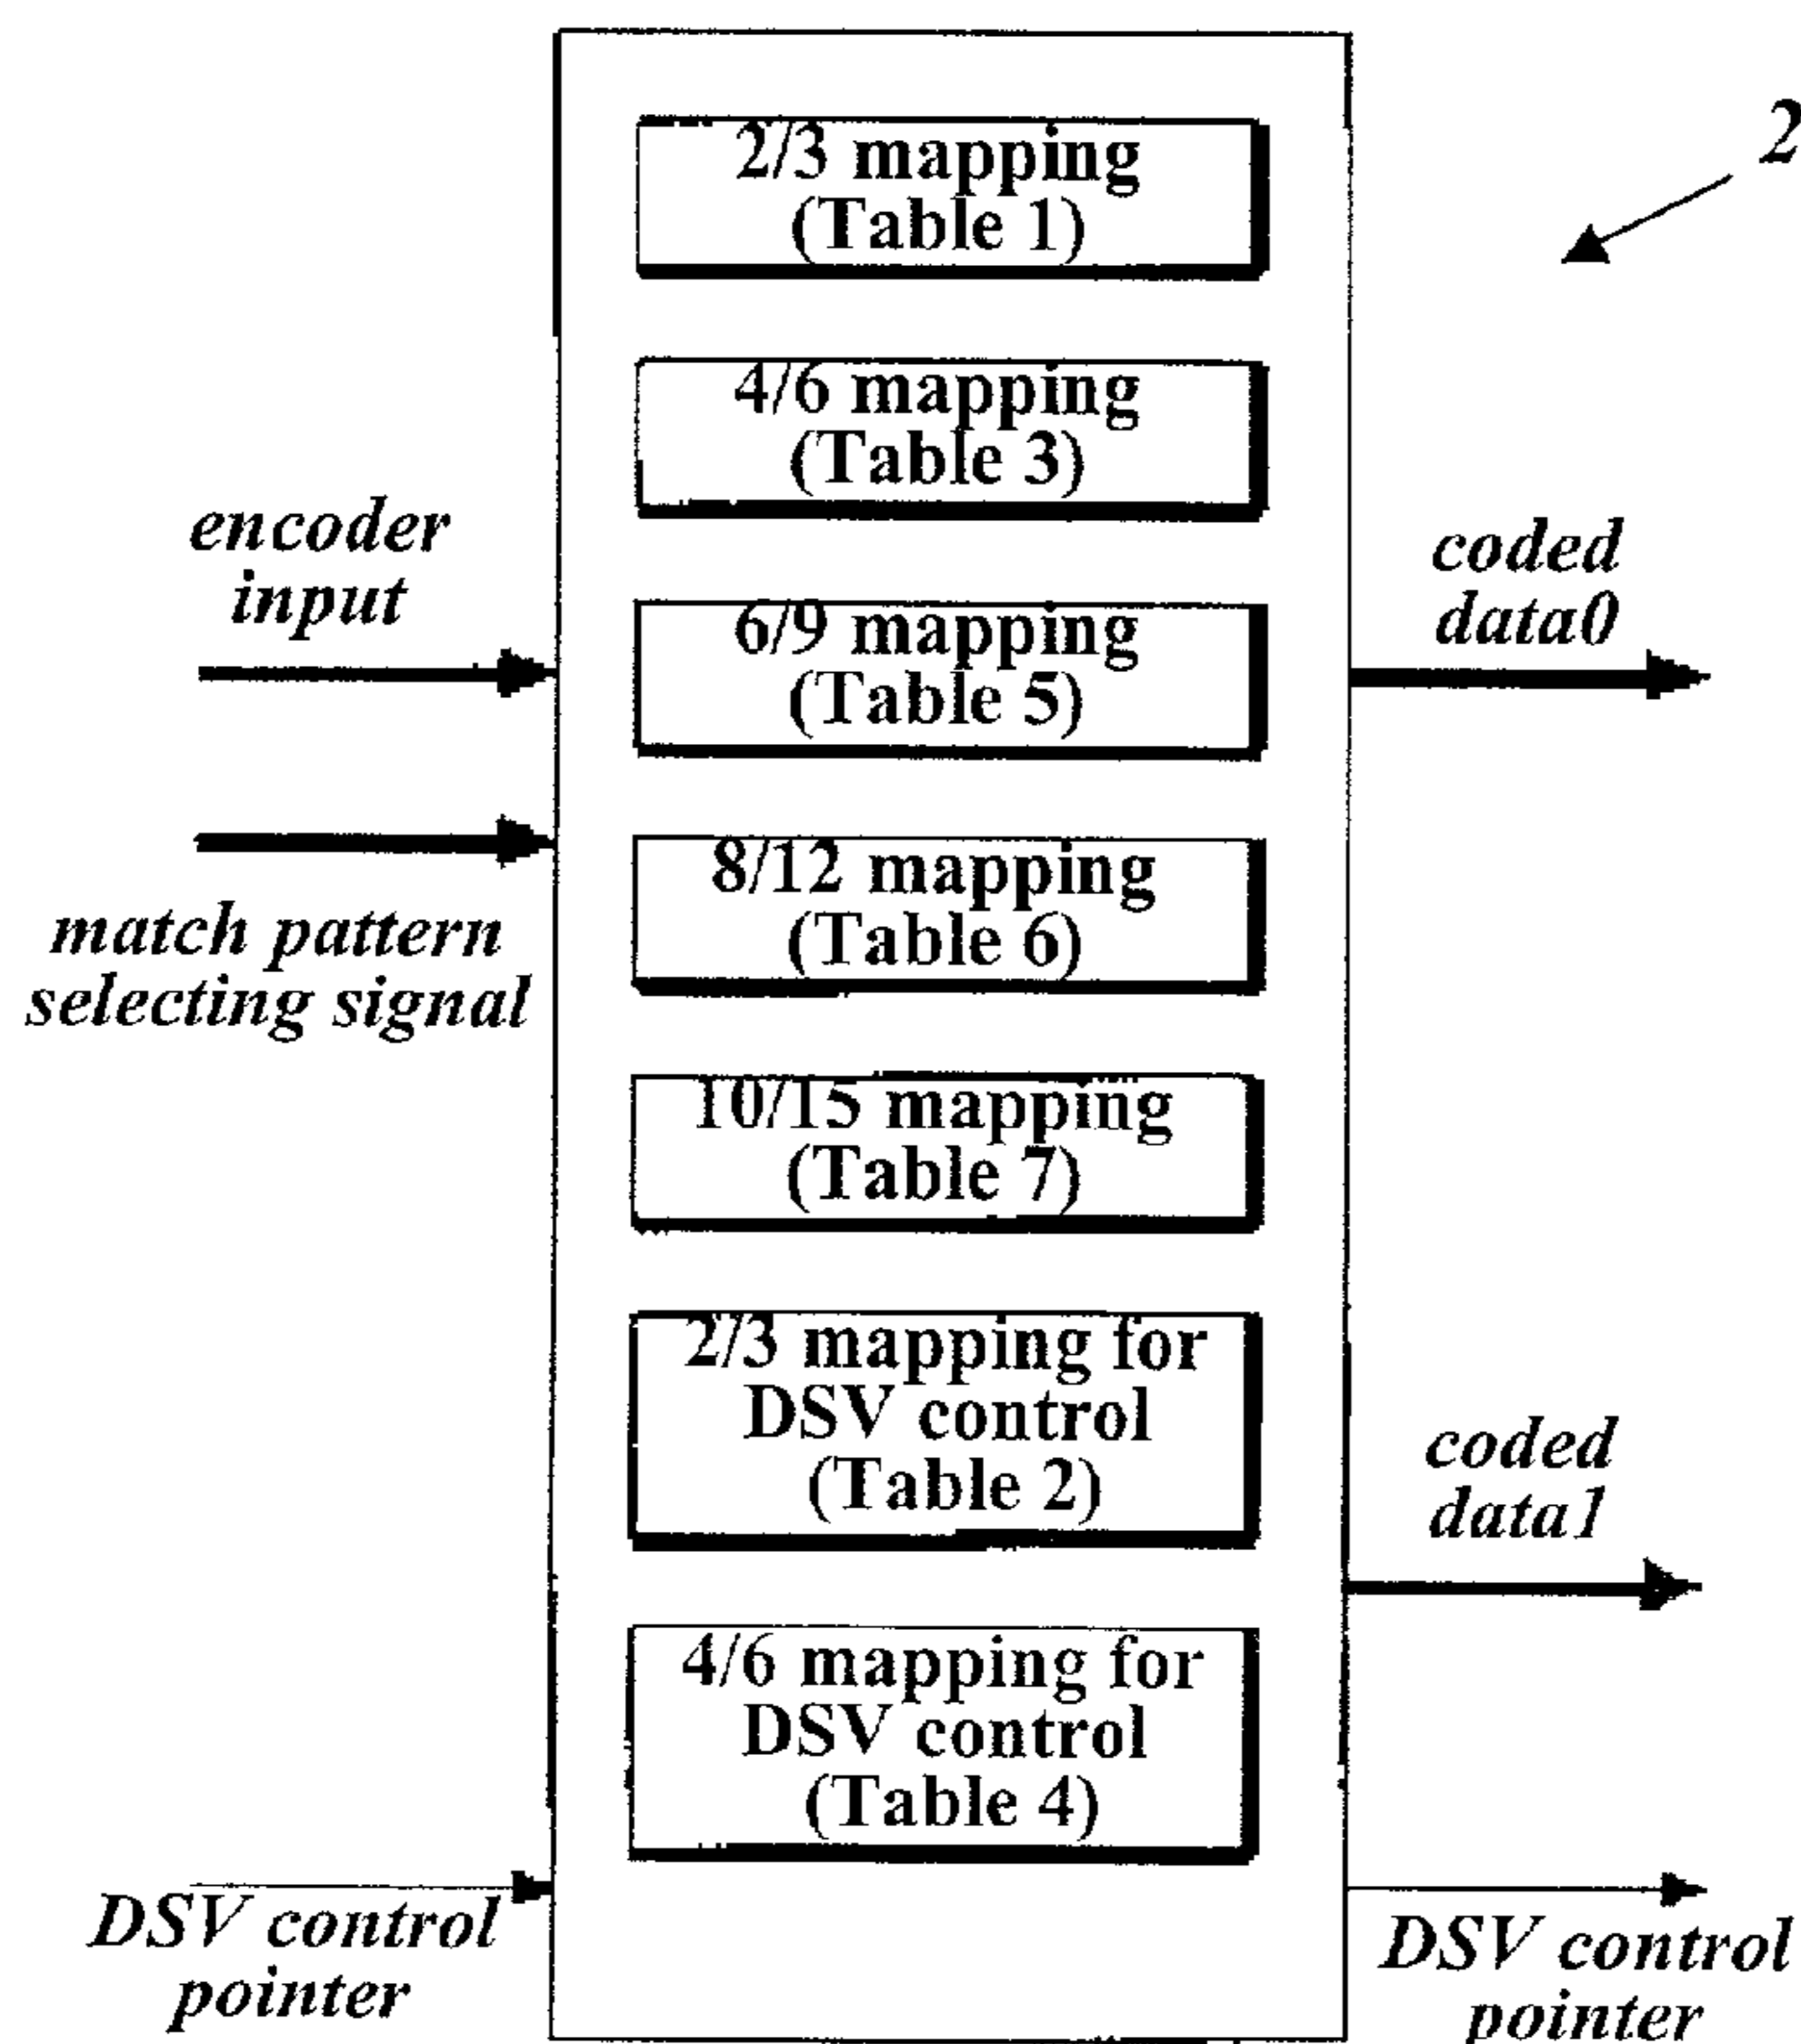 2
2/3 mapping
(Table 1)
4/6 mapping
(Table 3)
encoder
input
6/9 mapping
(Table 5)
coded
data0
match pattern
selecting signal
8/12 mapping
(Table 6)
10/15 mapping
(Table 7)
2/3 mapping for
DSV control
(Table 2)
coded
data1
4/6 mapping for
DSV control
(Table 4)
DSV control
pointer
DSV control
pointer